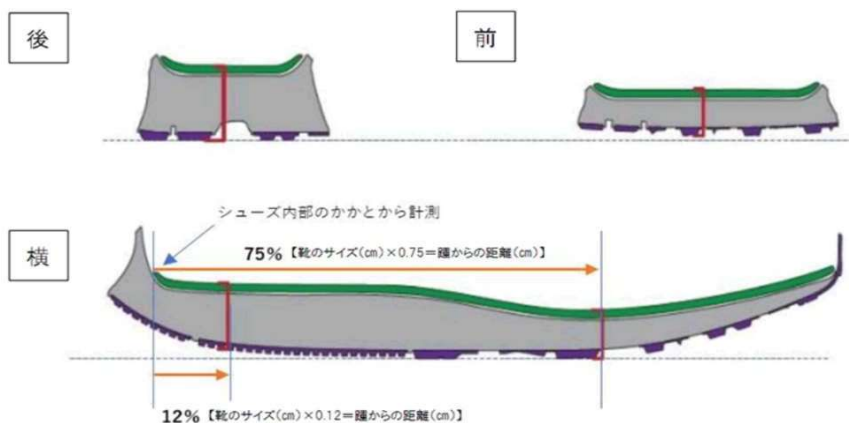 後
前
シューズ内部のかかとから計測
横
75%【靴のサイズ(cm)×0.75=踵からの距離(cm)】
12%【靴のサイズ(cm)×0.12=踵からの距離(cm)】